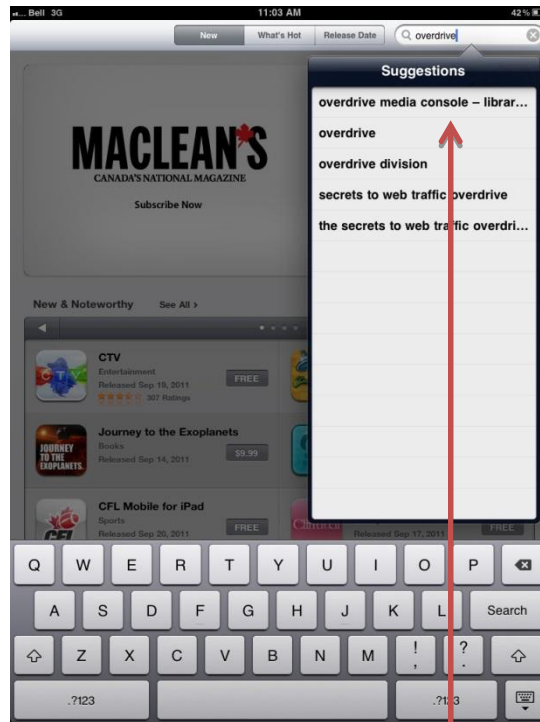 Bell 3G 11:03 AM 42%
New What's Hot Release Date overdrive
Suggestions
overdrive media console – librar...
overdrive
overdrive division
secrets to web traffic overdrive
the secrets to web traffic overdri...
MACLEAN'S
CANADA'S NATIONAL MAGAZINE
Subscribe Now
New & Noteworthy See All >
CTV
Entertainment
Released Sep 19, 2011
307 Ratings
FREE
JOURNEY TO THE EXOPLANETS
Journey to the Exoplanets
Books
Released Sep 14, 2011
$9.99
CFL
CFL Mobile for iPad
Sports
Released Sep 20, 2011
FREE
Released Sep 17, 2011
FREE
Q W E R T Y U I O P
A S D F G H J K L Search
Z X C V B N M ! , ? .
.?123 .?123